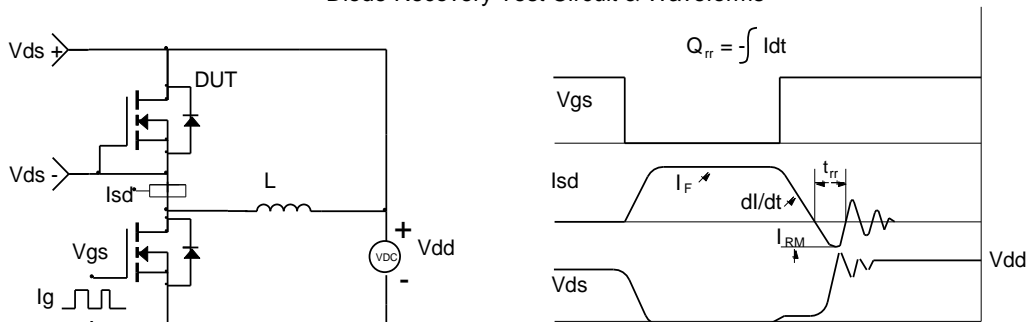 Diode Recovery Test Circuit & Waveforms
Vds +
DUT
Vds -
Isd
L
Vgs
Ig
+
VDC
-
Vdd
Qrr = -∫ Idt
Vgs
Isd
IF
dI/dt
trr
IRM
Vdd
Vds